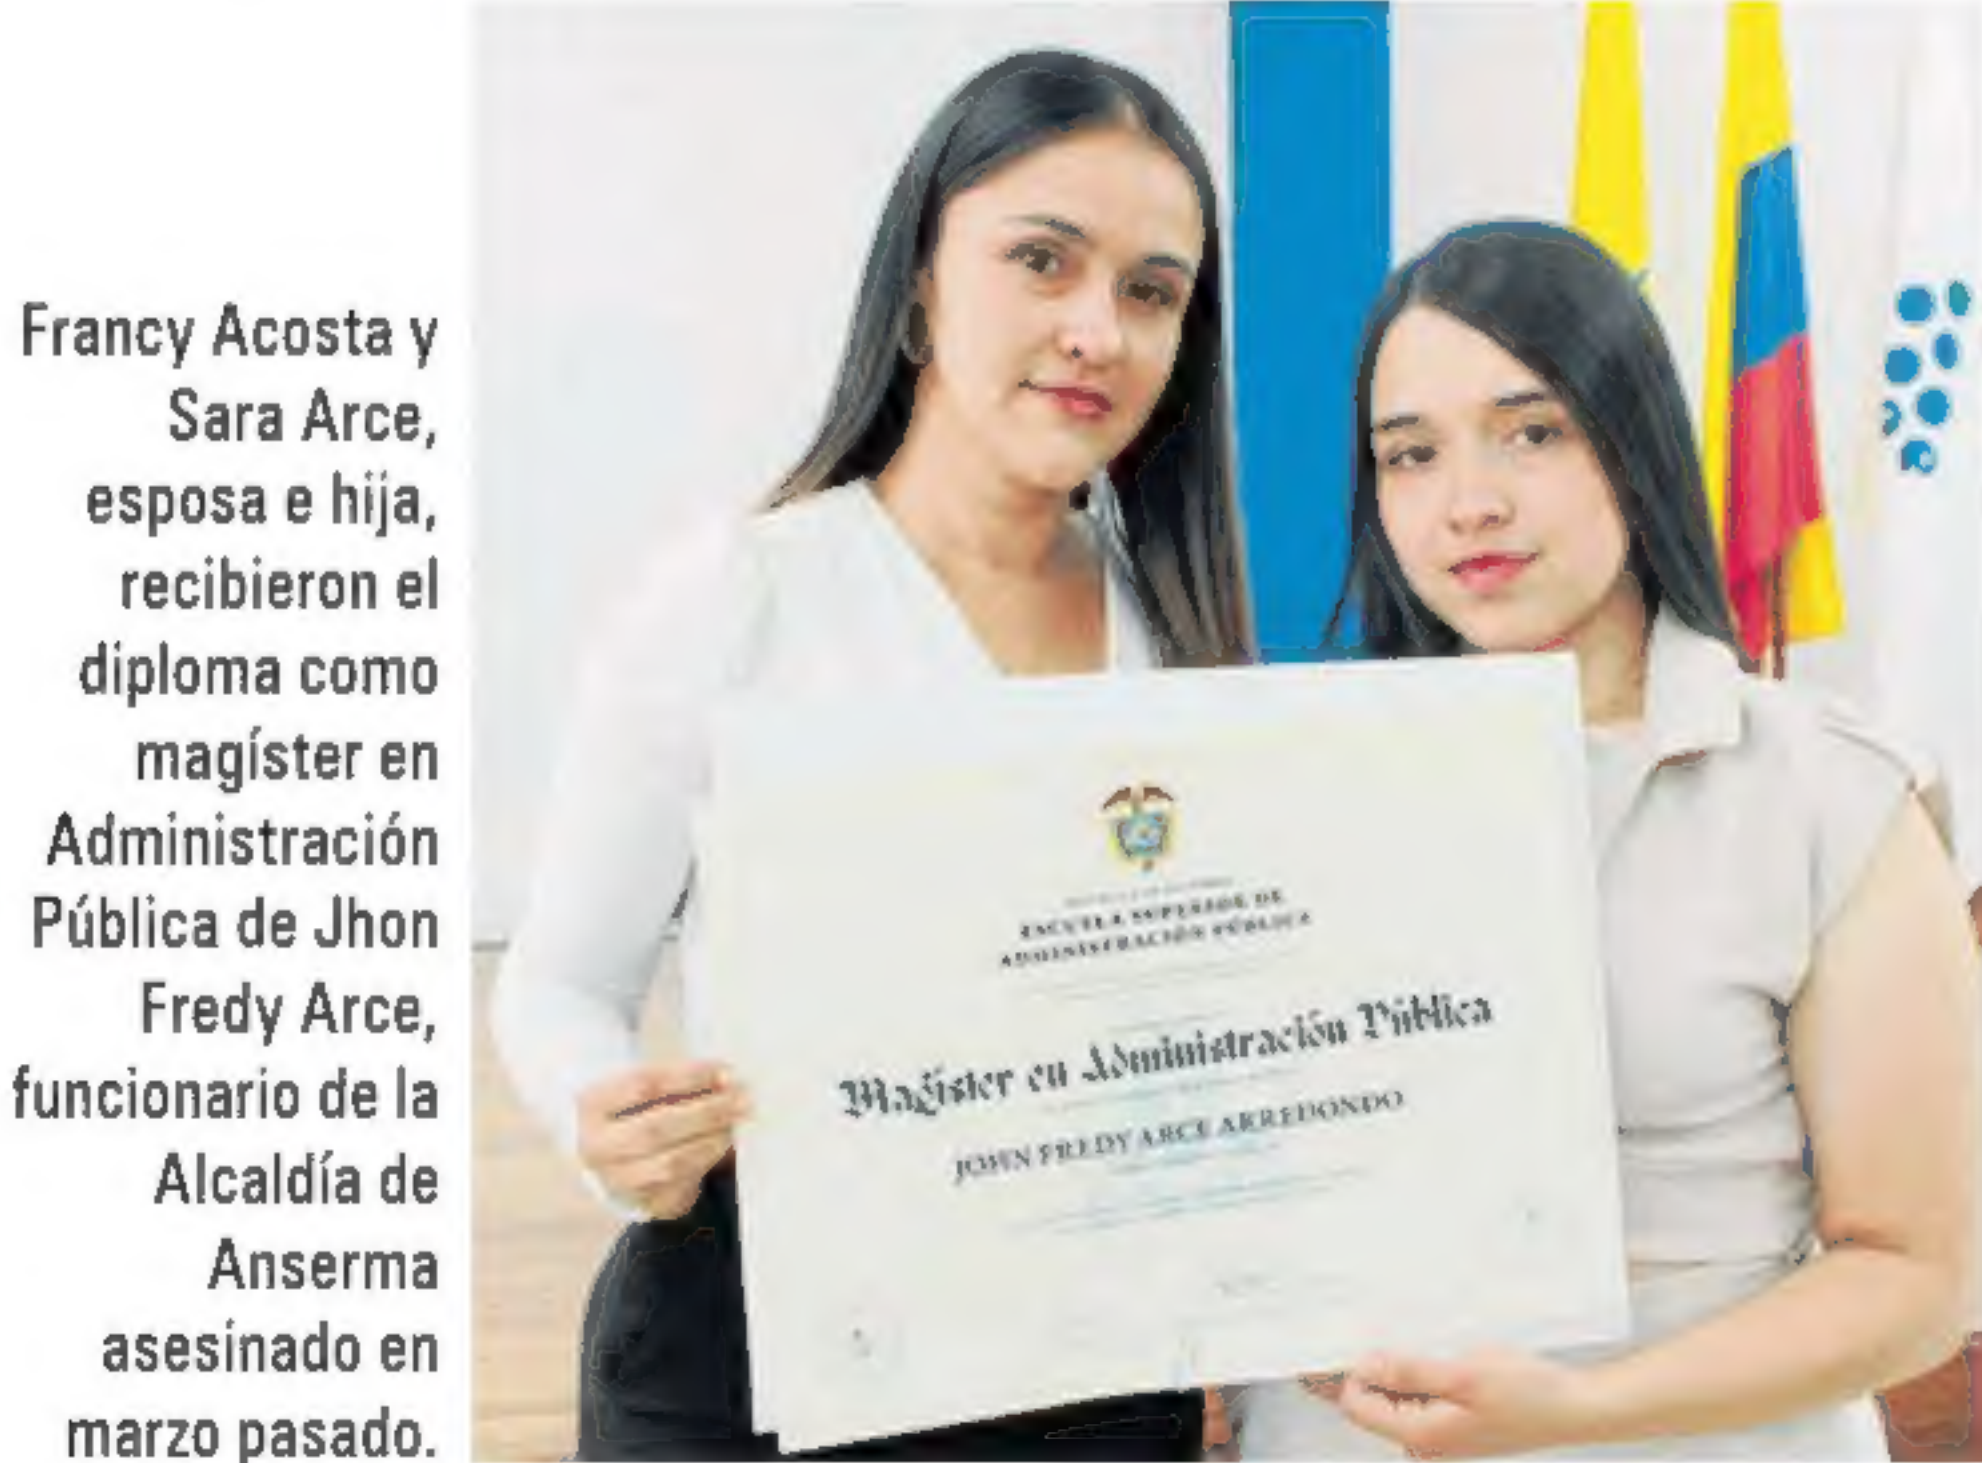 Francy Acosta y
Sara Arce,
esposa e hija,
recibieron el
diploma como
magíster en
Administración
Pública de Jhon
Fredy Arce,
funcionario de la
Alcaldía de
Anserma
asesinado en
marzo pasado.
ESCUELA SUPERIOR DE
ADMINISTRACIÓN PÚBLICA
Magíster en Administración Pública
JOHN FREDY ARCE ARREDONDO